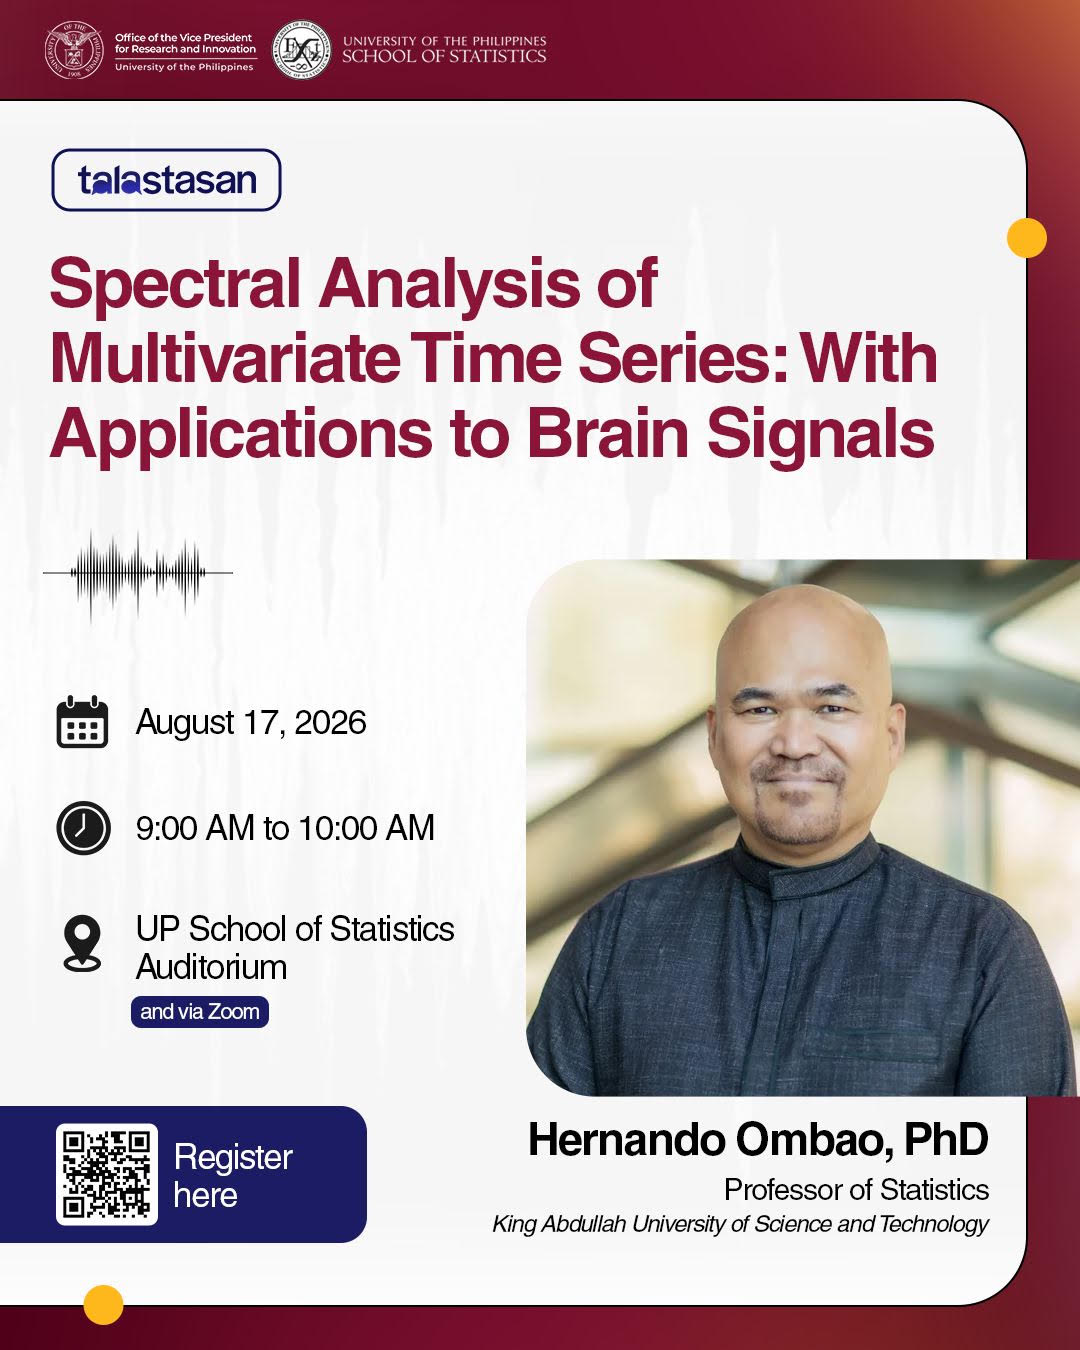 Office of the Vice President
for Research and Innovation
University of the Philippines
UNIVERSITY OF THE PHILIPPINES
SCHOOL OF STATISTICS
talastasan
Spectral Analysis of
Multivariate Time Series: With
Applications to Brain Signals
August 17, 2026
9:00 AM to 10:00 AM
UP School of Statistics
Auditorium
and via Zoom
Register
here
Hernando Ombao, PhD
Professor of Statistics
King Abdullah University of Science and Technology